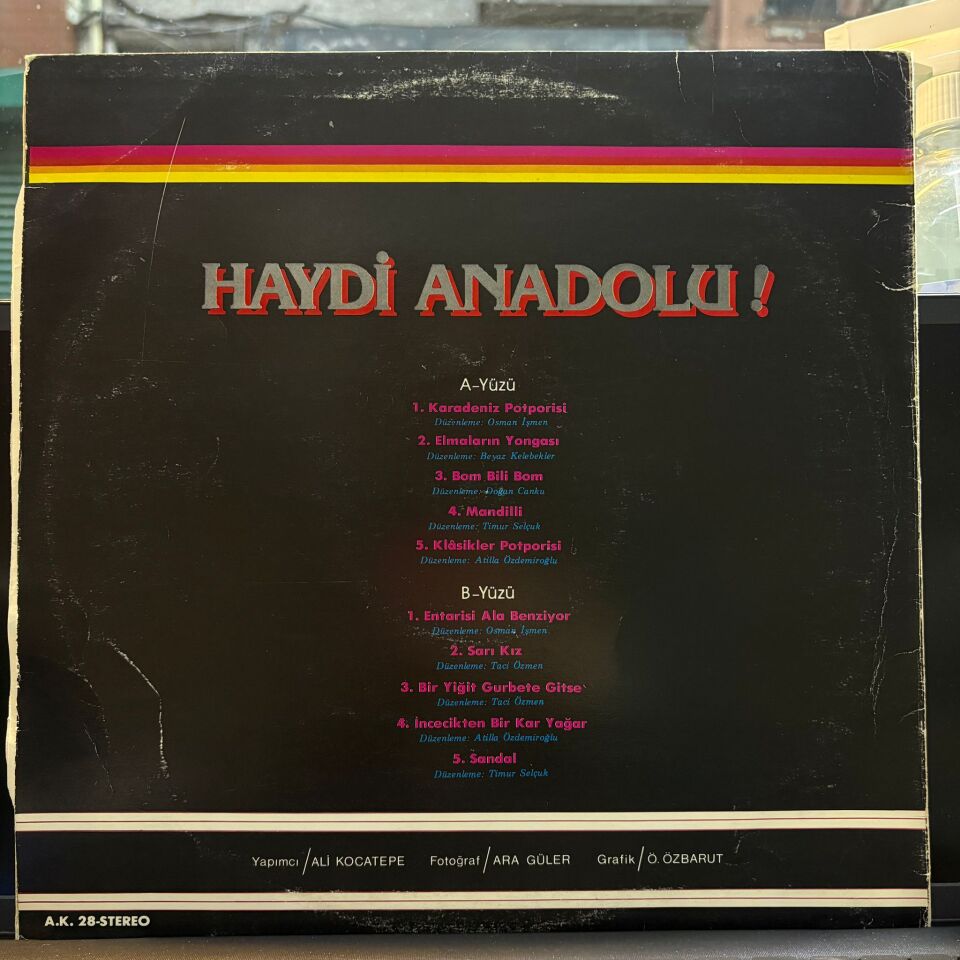 HAYDİ ANADOLU!
A-Yüzü
1. Karadeniz Potporisi
Düzenleme: Osman İşmen
2. Elmaların Yongası
Düzenleme: Beyaz Kelebekler
3. Bom Bili Bom
Düzenleme: Doğan Canku
4. Mandilli
Düzenleme: Timur Selçuk
5. Klâsikler Potporisi
Düzenleme: Atilla Özdemiroğlu
B-Yüzü
1. Entarisi Ala Benziyor
Düzenleme: Osman İşmen
2. Sarı Kız
Düzenleme: Taci Özmen
3. Bir Yiğit Gurbete Gitse
Düzenleme: Taci Özmen
4. İncecikten Bir Kar Yağar
Düzenleme: Atilla Özdemiroğlu
5. Sandal
Düzenleme: Timur Selçuk
Yapımcı / ALİ KOCATEPE Fotoğraf / ARA GÜLER Grafik / Ö. ÖZBARUT
A.K. 28-STEREO